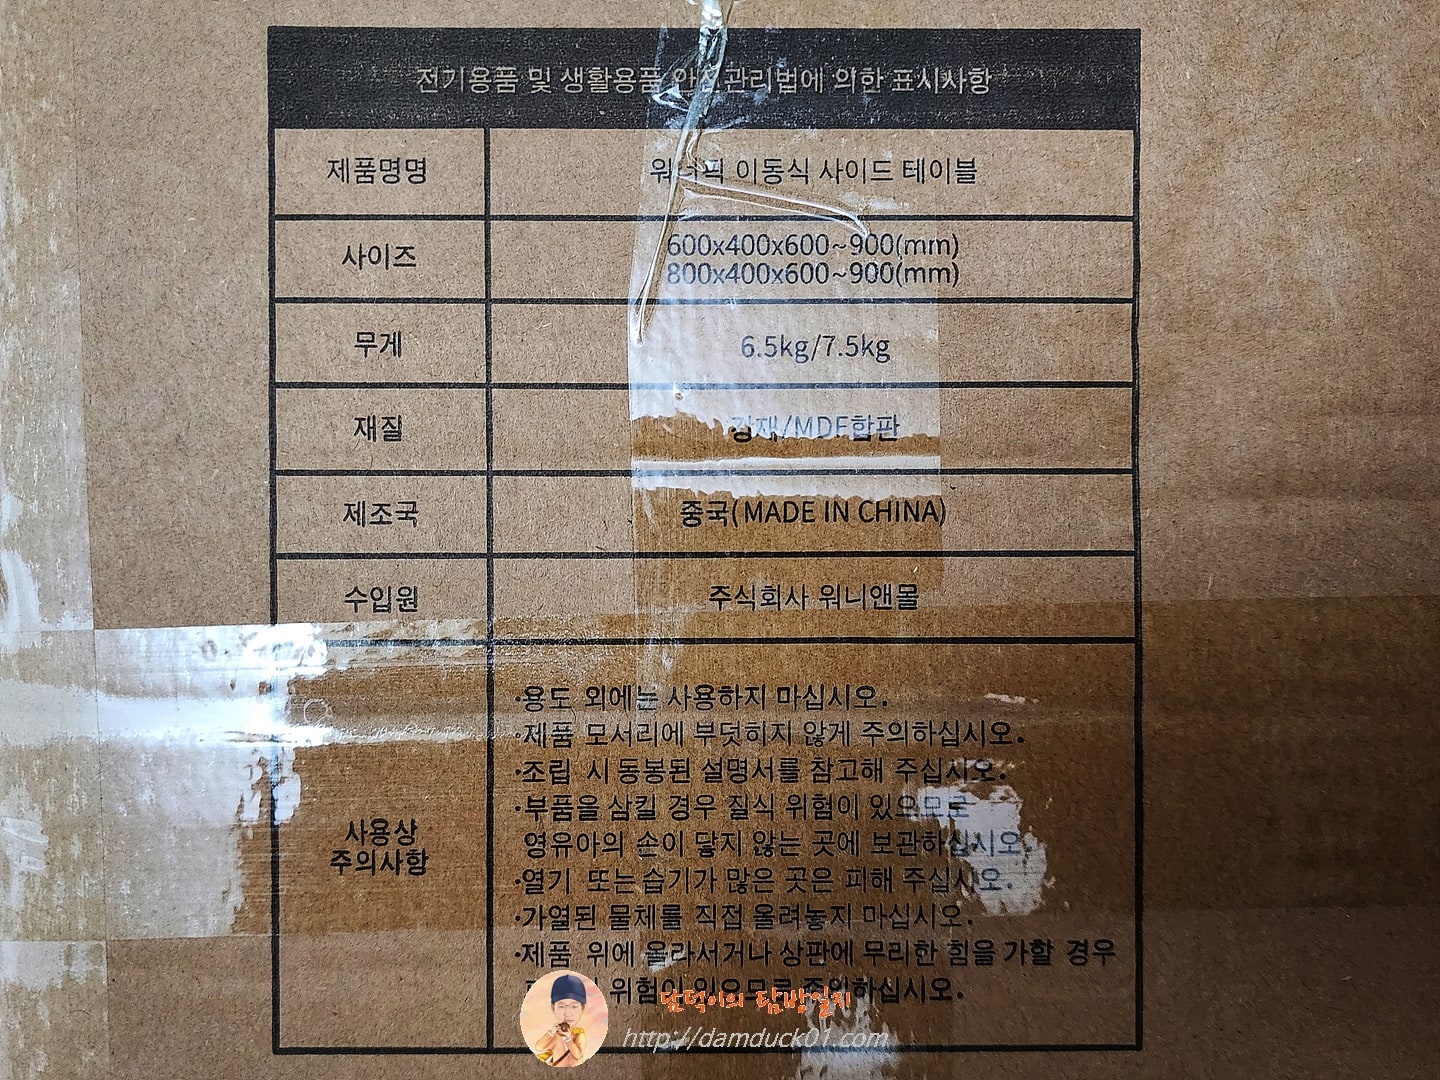 전기용품 및 생활용품 안전관리법에 의한 표시사항
제품명명 이동식 사이드 테이블
사이즈 600x400x600~900(mm)
800x400x600~900(mm)
무게 6.5kg/7.5kg
재질 강재/MDF합판
제조국 중국(MADE IN CHINA)
수입원 주식회사 워니앤몰
사용상
주의사항
·용도 외에는 사용하지 마십시오.
·제품 모서리에 부딧히지 않게 주의하십시오.
·조립 시 동봉된 설명서를 참고해 주십시오.
·부품을 삼킬 경우 질식 위험이 있으므로
영유아의 손이 닿지 않는 곳에 보관하십시오.
·열기 또는 습기가 많은 곳은 피해 주십시오.
·가열된 물체를 직접 올려놓지 마십시오.
·제품 위에 올라서거나 상판에 무리한 힘을 가할 경우
위험이 있으므로 주의하십시오.
담덕이의 탐방일지
http://damduck01.com